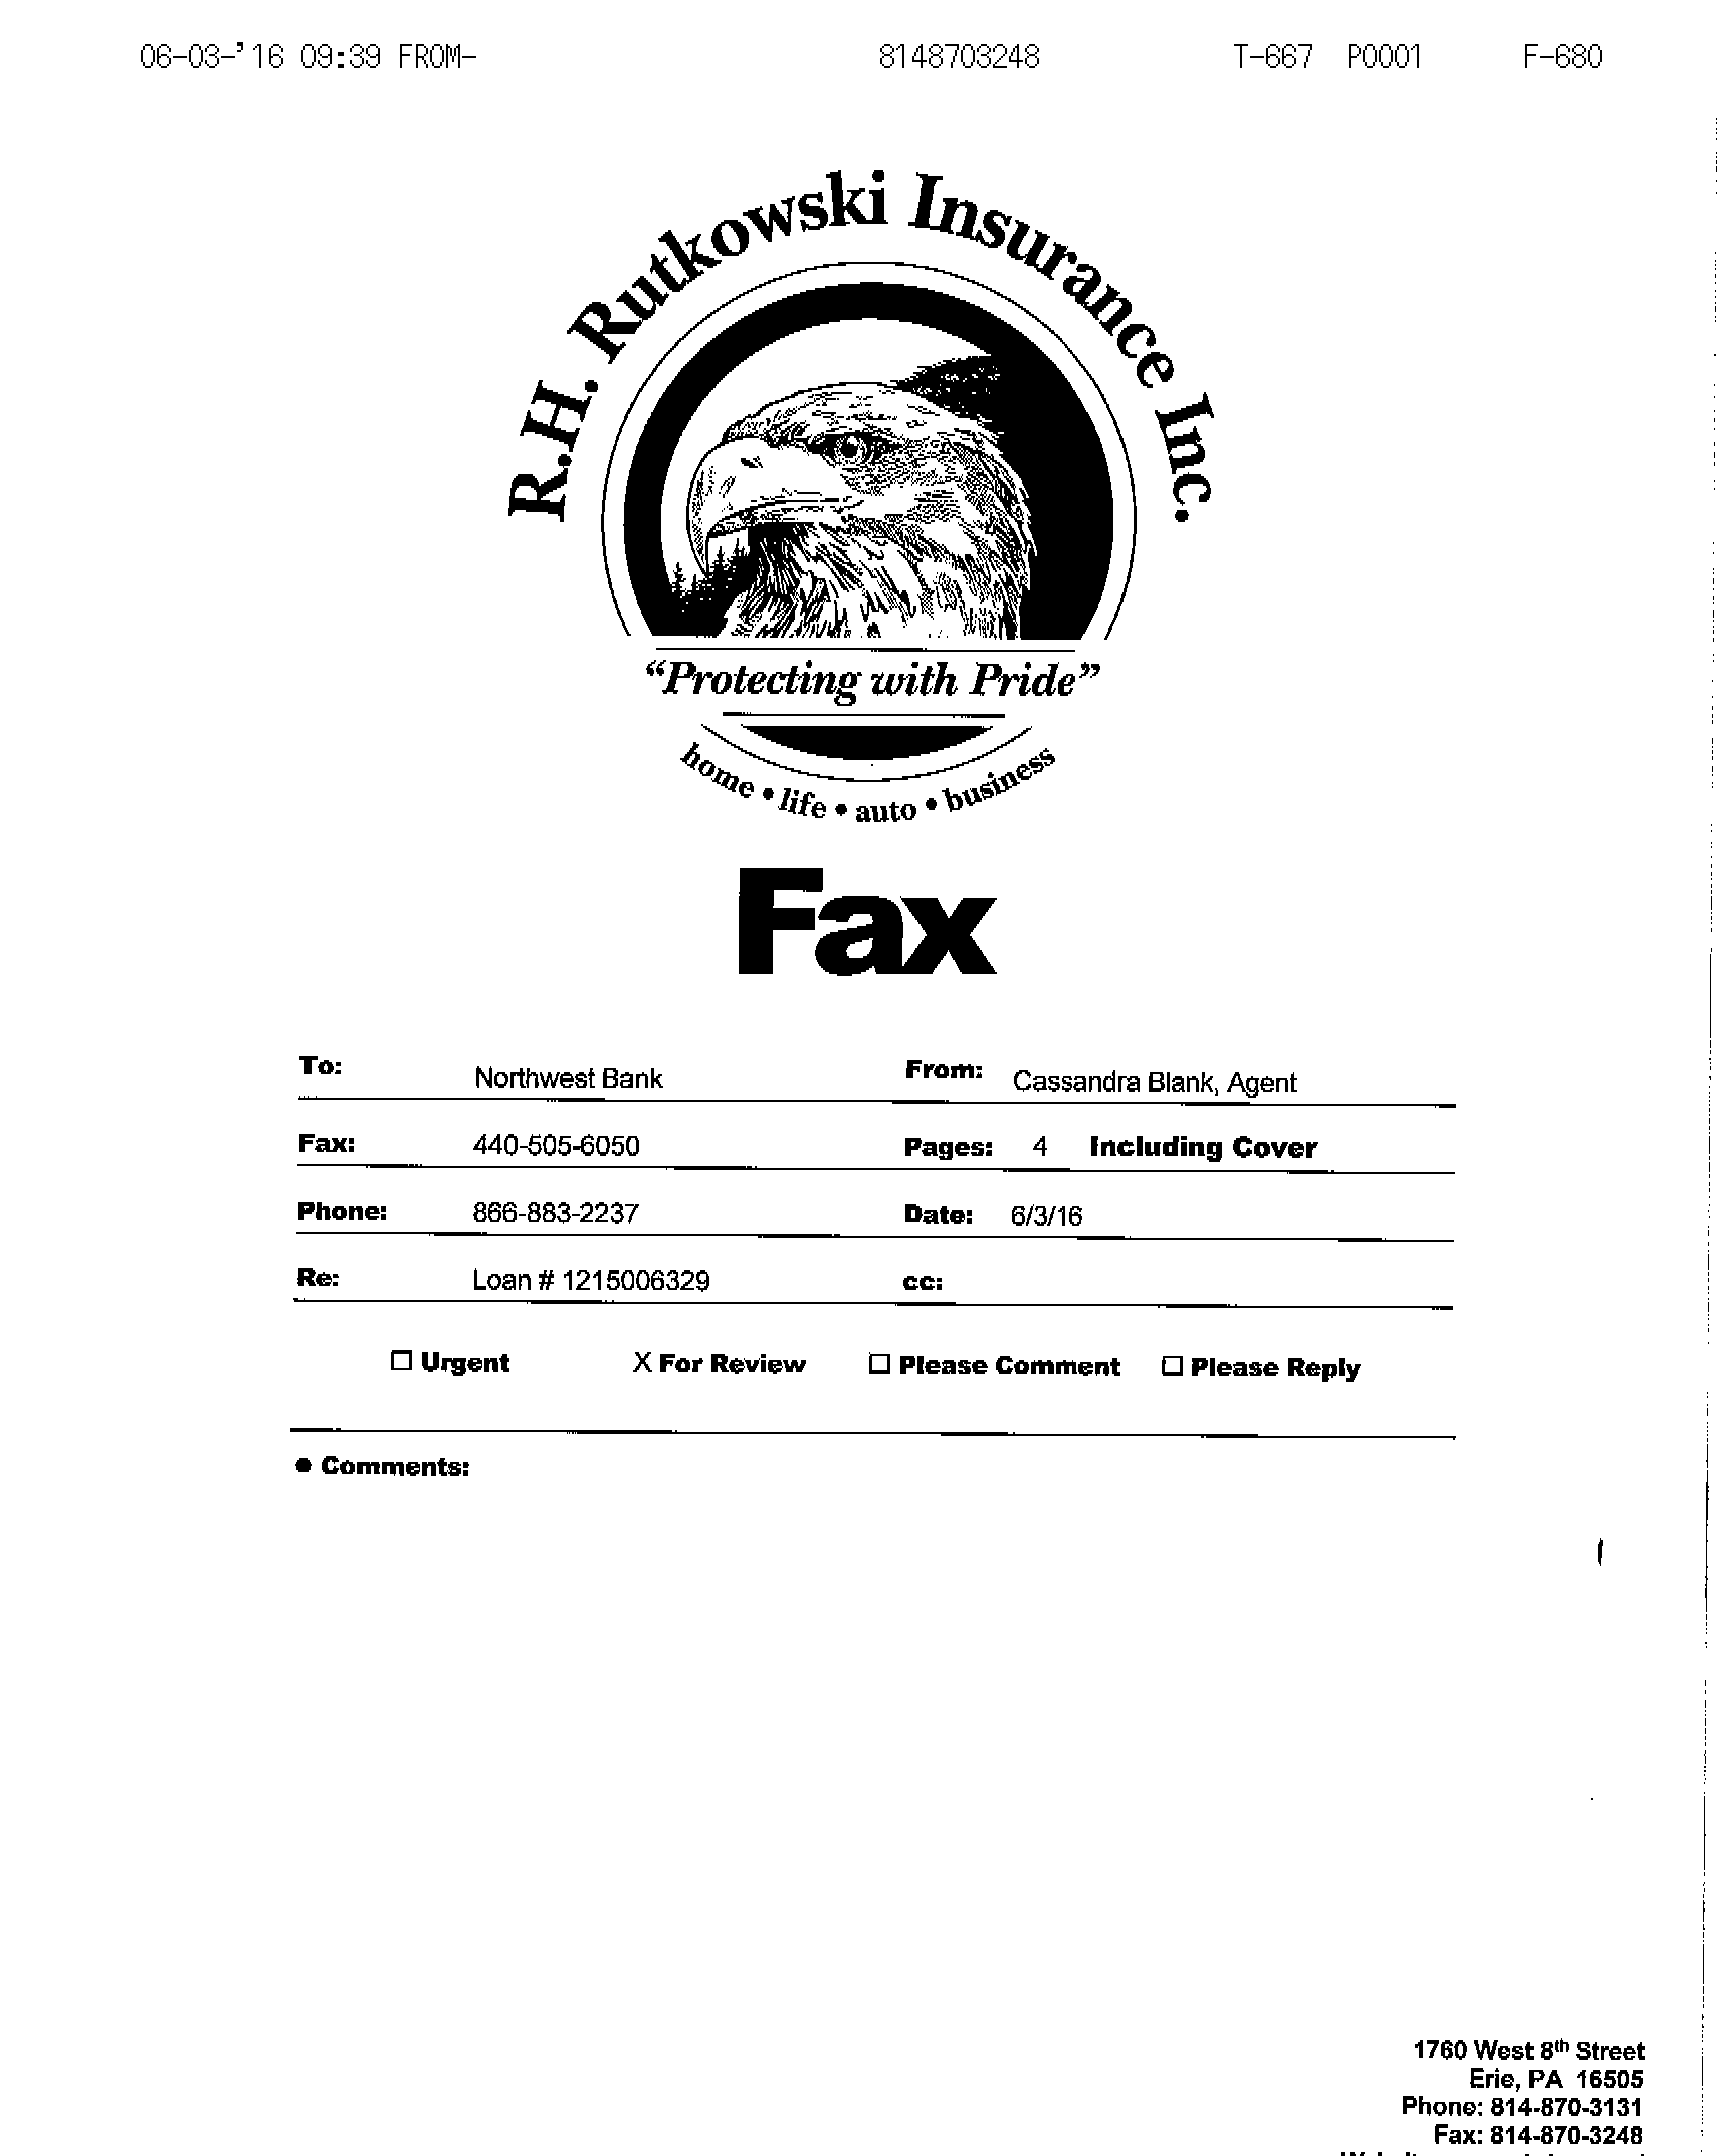 06-03-'16 09:39 FROM- 8148703248 T-667 P0001 F-680
R.H. Rutkowski Insurance Inc.
“Protecting with Pride”
home • life • auto • business
Fax
To: Northwest Bank From: Cassandra Blank, Agent
Fax: 440-505-6050 Pages: 4 Including Cover
Phone: 866-883-2237 Date: 6/3/16
Re: Loan # 1215006329 cc:
☐ Urgent X For Review ☐ Please Comment ☐ Please Reply
• Comments:
1760 West 8th Street
Erie, PA 16505
Phone: 814-870-3131
Fax: 814-870-3248